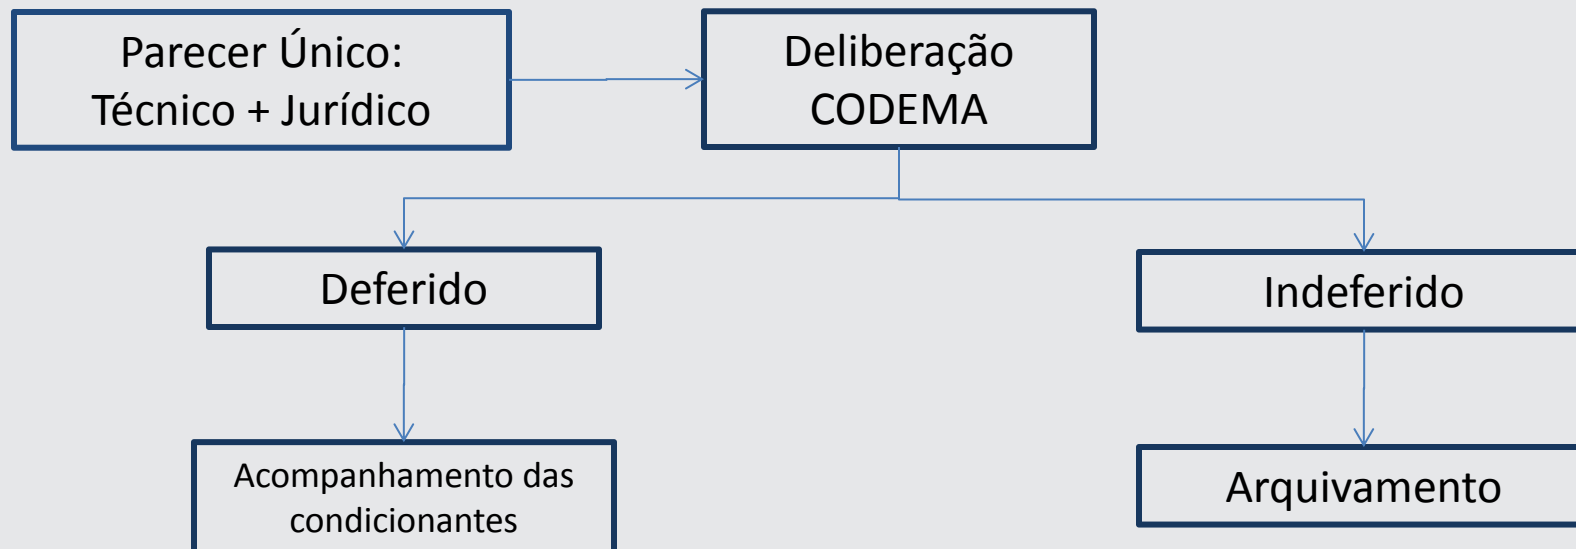 Parecer Único:
Técnico + Jurídico
Deliberação
CODEMA
Deferido
Indeferido
Acompanhamento das
condicionantes
Arquivamento